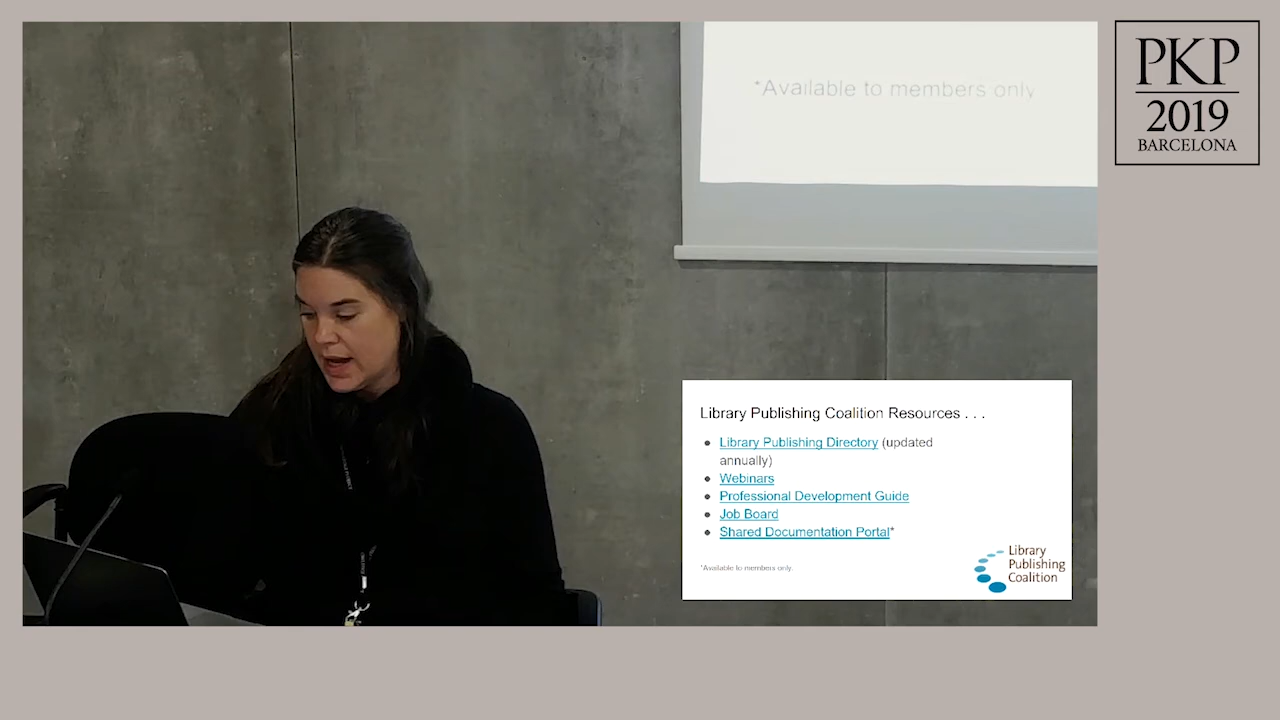 *Available to members only
PKP
2019
BARCELONA
Library Publishing Coalition Resources . . .
● Library Publishing Directory (updated
annually)
● Webinars
● Professional Development Guide
● Job Board
● Shared Documentation Portal*
*Available to members only.
Library
Publishing
Coalition